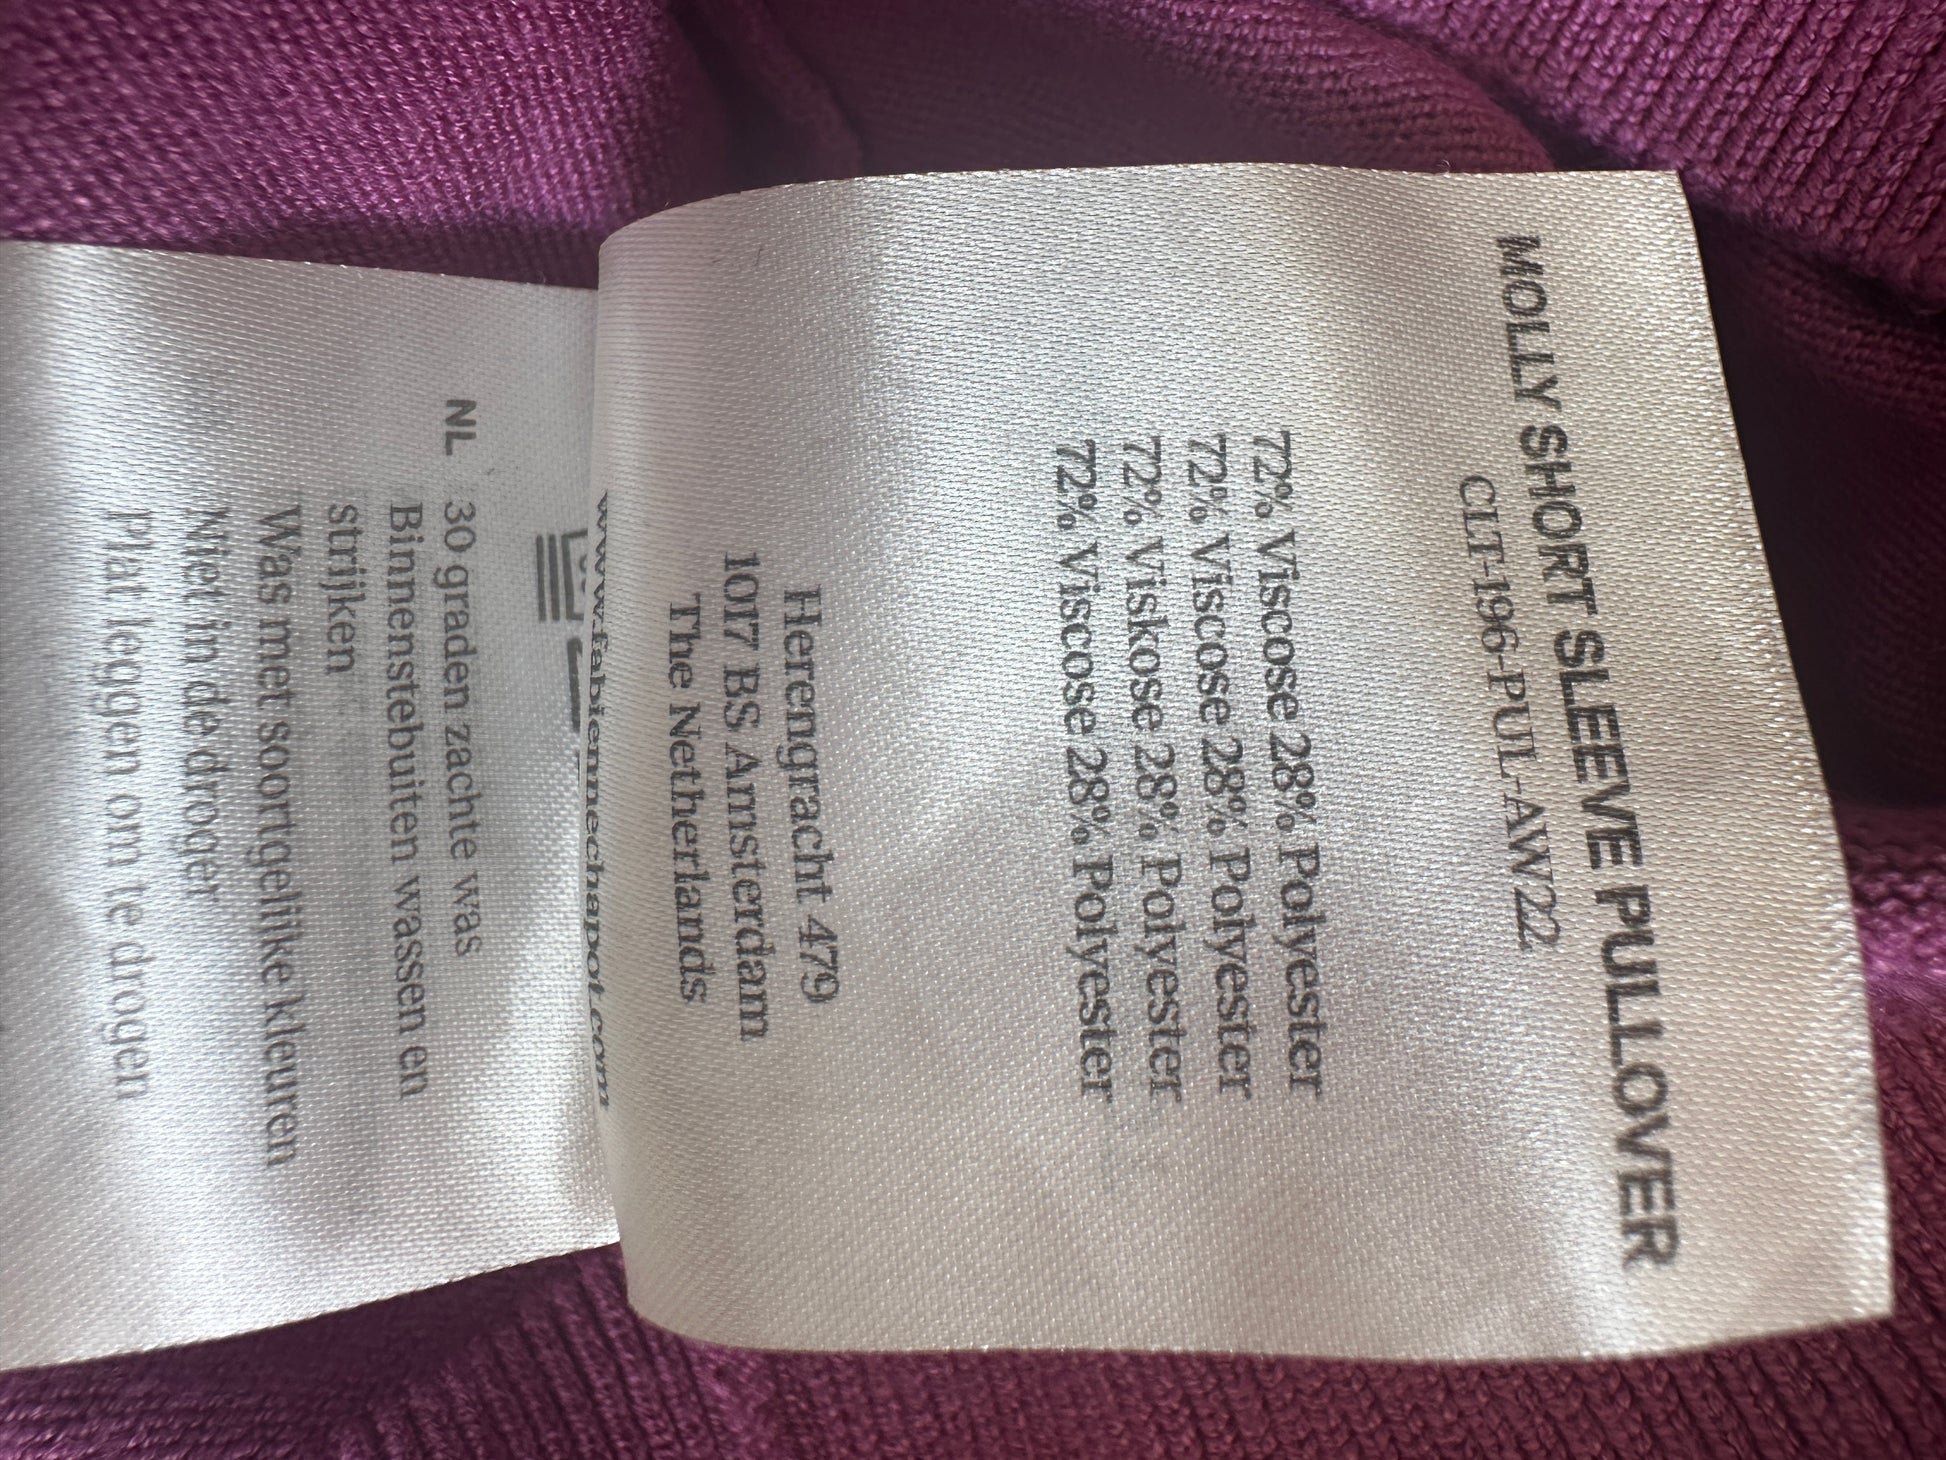 MOLLY SHORT SLEEVE PULLOVER
CLT-196-PUL-AW22
72% Viscose 28% Polyester
72% Viscose 28% Polyester
72% Viskose 28% Polyester
72% Viscose 28% Polyester
Herengracht 479
1017 BS Amsterdam
The Netherlands
www.fabiennechapot.com
NL 30 graden zachte was
Binnenstebuiten wassen en
strijken
Was met soortgelijke kleuren
Niet in de droger
Plat leggen om te drogen